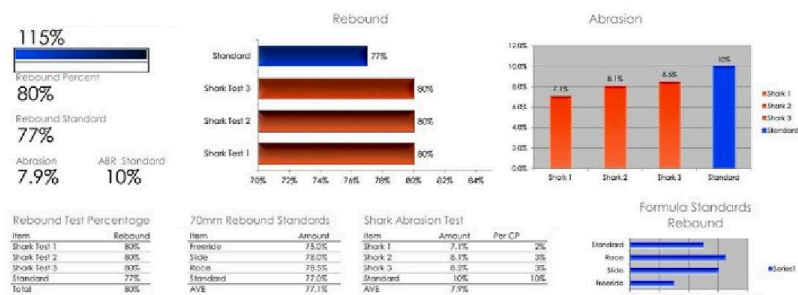 115%
Rebound Percent
80%
Rebound Standard
77%
Abrasion ABR Standard
7.9% 10%
Rebound
Standard 77%
Shark Test 3 80%
Shark Test 2 80%
Shark Test 1 80%
70% 72% 74% 76% 78% 80% 82% 84%
Abrasion
12.0%
10.0%
8.0%
6.0%
4.0%
2.0%
0.0%
7.1% 8.1% 8.5% 10%
Shark 1 Shark 2 Shark 3 Standard
Shark 1
Shark 2
Shark 3
Standard
Rebound Test Percentage
Item Rebound
Shark Test 1 80%
Shark Test 2 80%
Shark Test 3 80%
Standard 77%
Total 80%
70mm Rebound Standards
Item Amount
Freeride 75.0%
Slide 78.0%
Race 78.5%
Standard 77.0%
AVE 77.1%
Shark Abrasion Test
Item Amount Per CP
Shark 1 7.1% 2%
Shark 2 8.1% 3%
Shark 3 8.5% 3%
Standard 10% 10%
AVE 7.9%
Formula Standards
Rebound
Standard
Race
Slide
Freeride
Series1